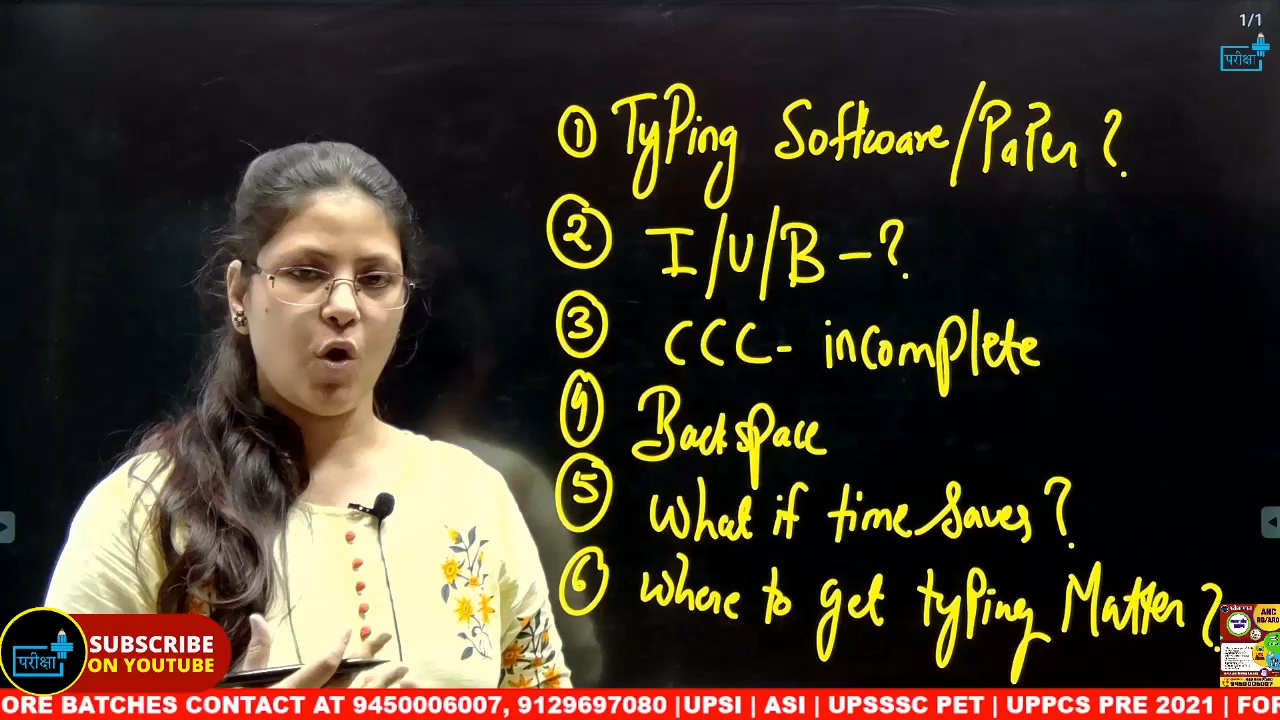 1/1
परीक्षा
① Typing Software/Paper ?
② I/U/B - ?
③ CCC - incomplete
④ Backspace
⑤ What if time saves ?
⑥ Where to get typing Matter ?
परीक्षा
SUBSCRIBE
ON YOUTUBE
ORE BATCHES CONTACT AT 9450006007, 9129697080 | UPSI | ASI | UPSSSC PET | UPPCS PRE 2021 | FOR